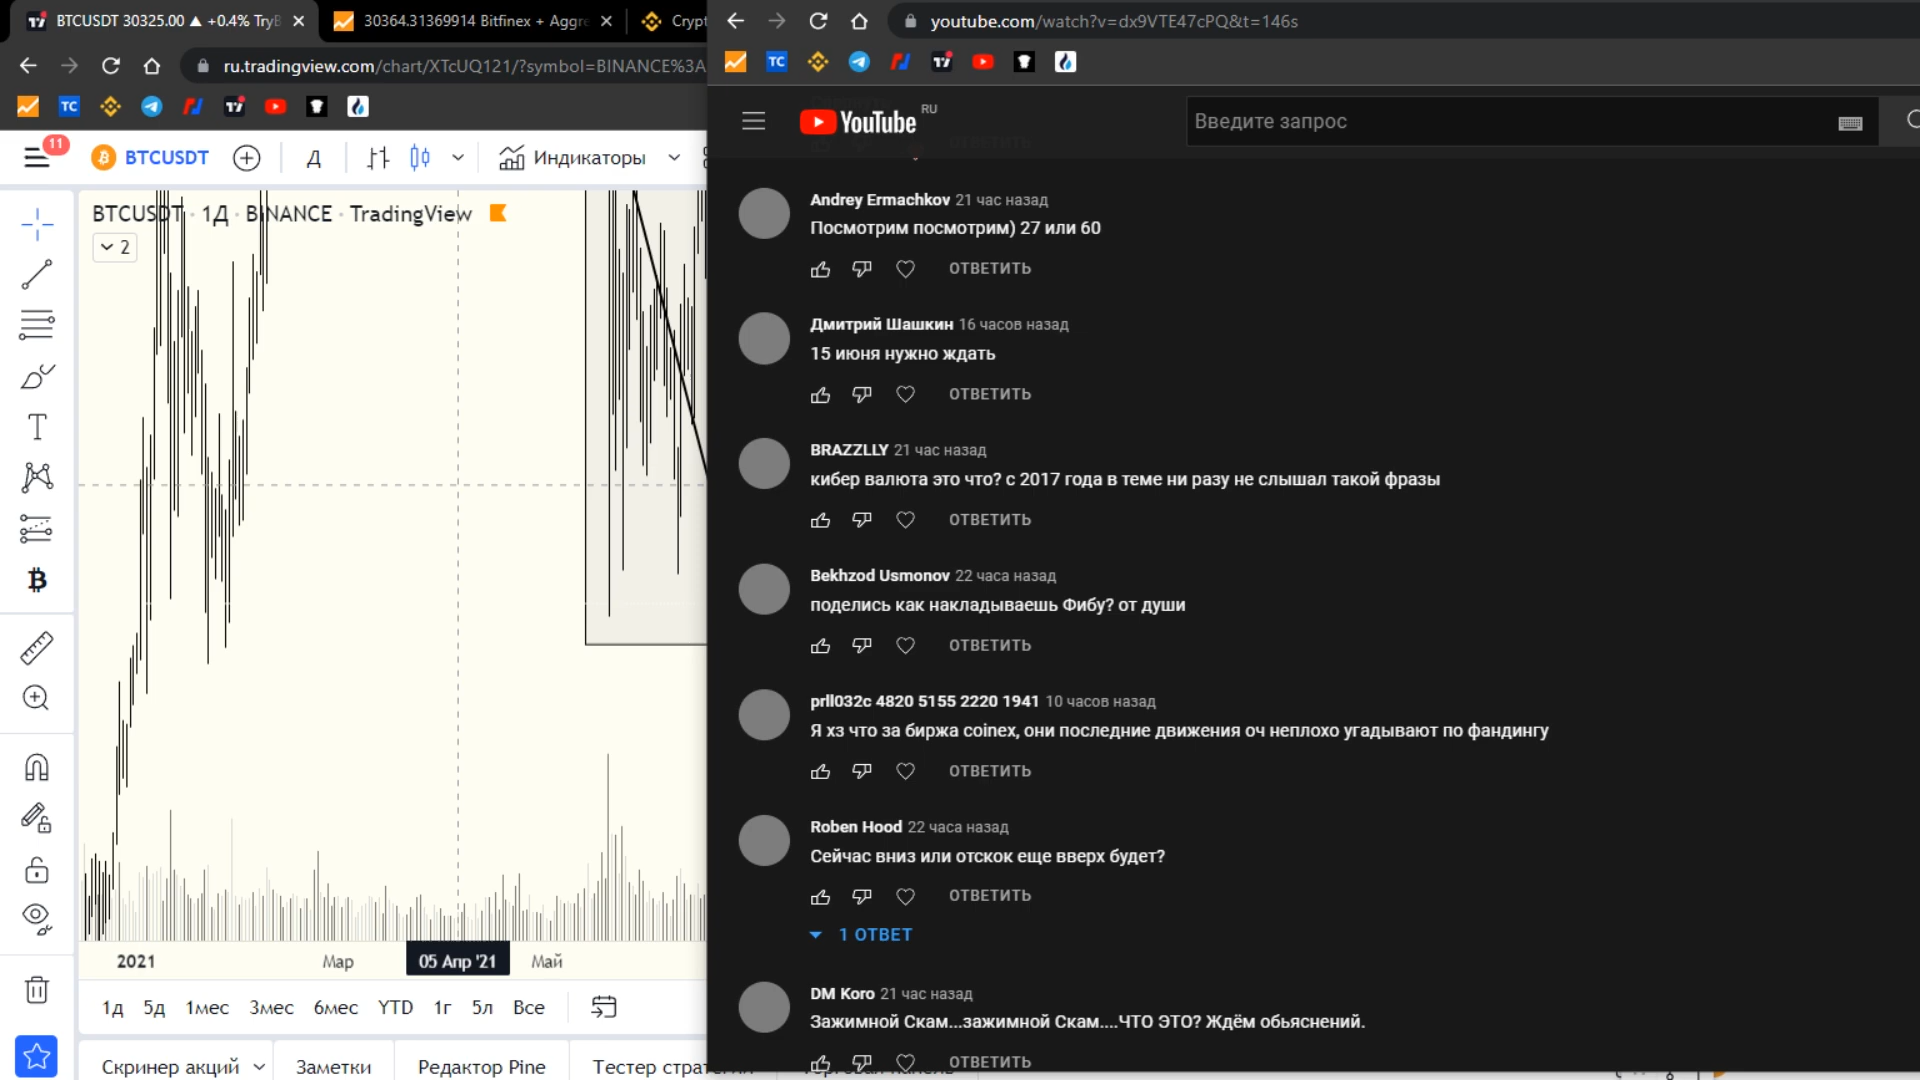 BTCUSDT 30325.00 ▲ +0.4% TryB
30364.31369914 Bitfinex + Aggre
Crypt
youtube.com/watch?v=dx9VTE47cPQ&t=146s
ru.tradingview.com/chart/XTcUQ121/?symbol=BINANCE%3A
TC
TC
11
BTCUSDT
Д
Индикаторы
YouTube RU
Введите запрос
BTCUSDT · 1Д · BINANCE · TradingView
2
Andrey Ermachkov 21 час назад
Посмотрим посмотрим) 27 или 60
ОТВЕТИТЬ
Дмитрий Шашкин 16 часов назад
15 июня нужно ждать
ОТВЕТИТЬ
BRAZZLLY 21 час назад
кибер валюта это что? с 2017 года в теме ни разу не слышал такой фразы
ОТВЕТИТЬ
Bekhzod Usmonov 22 часа назад
поделись как накладываешь Фибу? от души
ОТВЕТИТЬ
prll032c 4820 5155 2220 1941 10 часов назад
Я хз что за биржа coinex, они последние движения оч неплохо угадывают по фандингу
ОТВЕТИТЬ
Roben Hood 22 часа назад
Сейчас вниз или отскок еще вверх будет?
ОТВЕТИТЬ
1 ОТВЕТ
DM Koro 21 час назад
Зажимной Скам...зажимной Скам....ЧТО ЭТО? Ждём обьяснений.
ОТВЕТИТЬ
2021 Мар 05 Апр '21 Май
1д 5д 1мес 3мес 6мес YTD 1г 5л Все
Скринер акций Заметки Редактор Pine Тестер страт